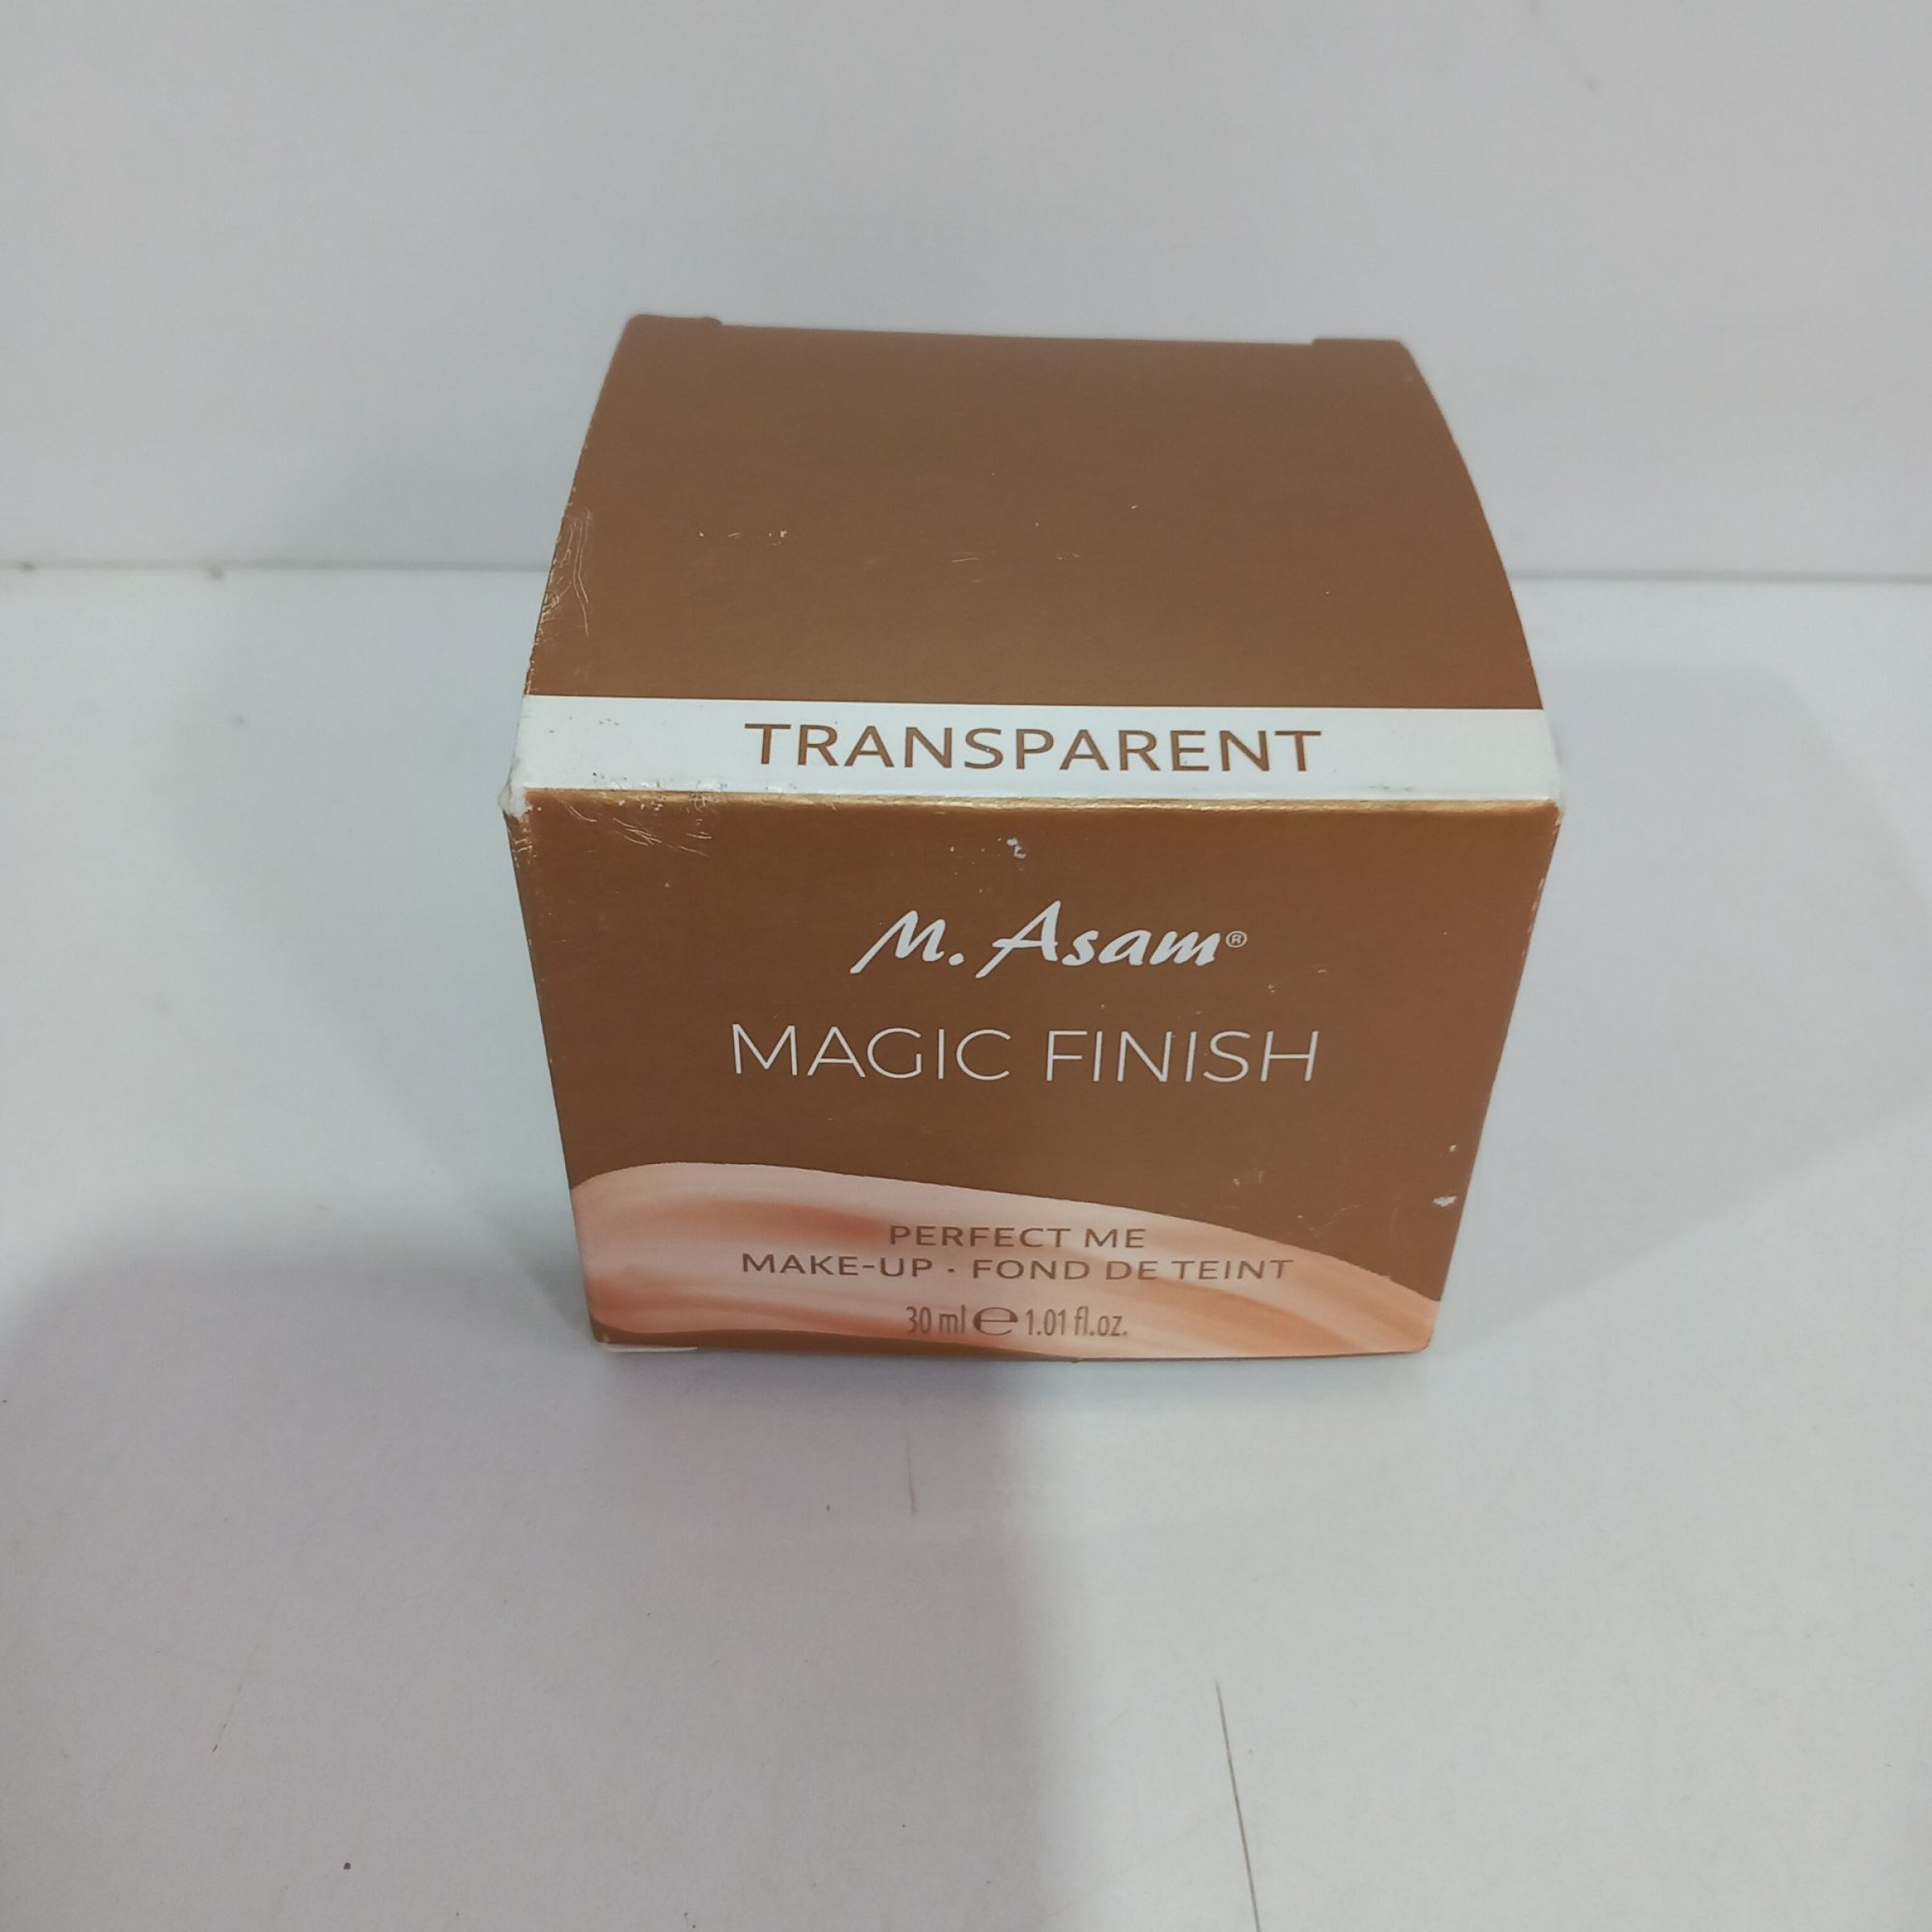 TRANSPARENT
M. Asam®
MAGIC FINISH
PERFECT ME
MAKE-UP · FOND DE TEINT
30 ml ℮ 1.01 fl.oz.